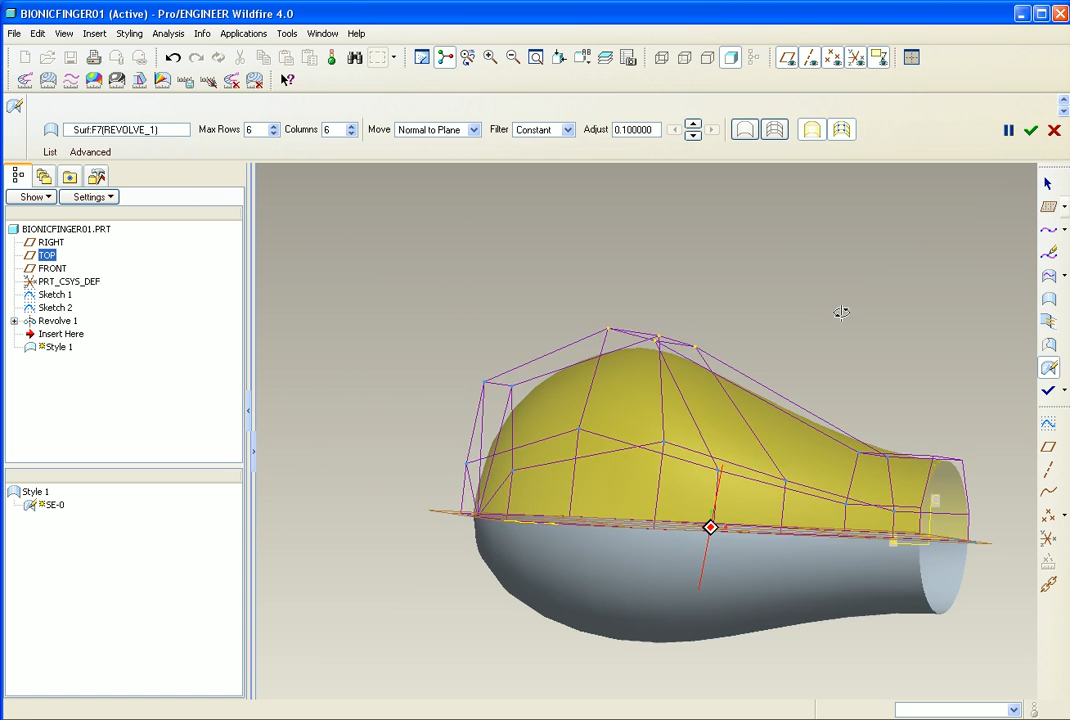 BIONICFINGER01 (Active) - Pro/ENGINEER Wildfire 4.0
File Edit View Insert Styling Analysis Info Applications Tools Window Help
Surf:F7(REVOLVE_1) Max Rows 6 Columns 6 Move Normal to Plane Filter Constant Adjust 0.100000
List Advanced
Show Settings
BIONICFINGER01.PRT
RIGHT
TOP
FRONT
PRT_CSYS_DEF
Sketch 1
Sketch 2
Revolve 1
Insert Here
Style 1
Style 1
SE-0